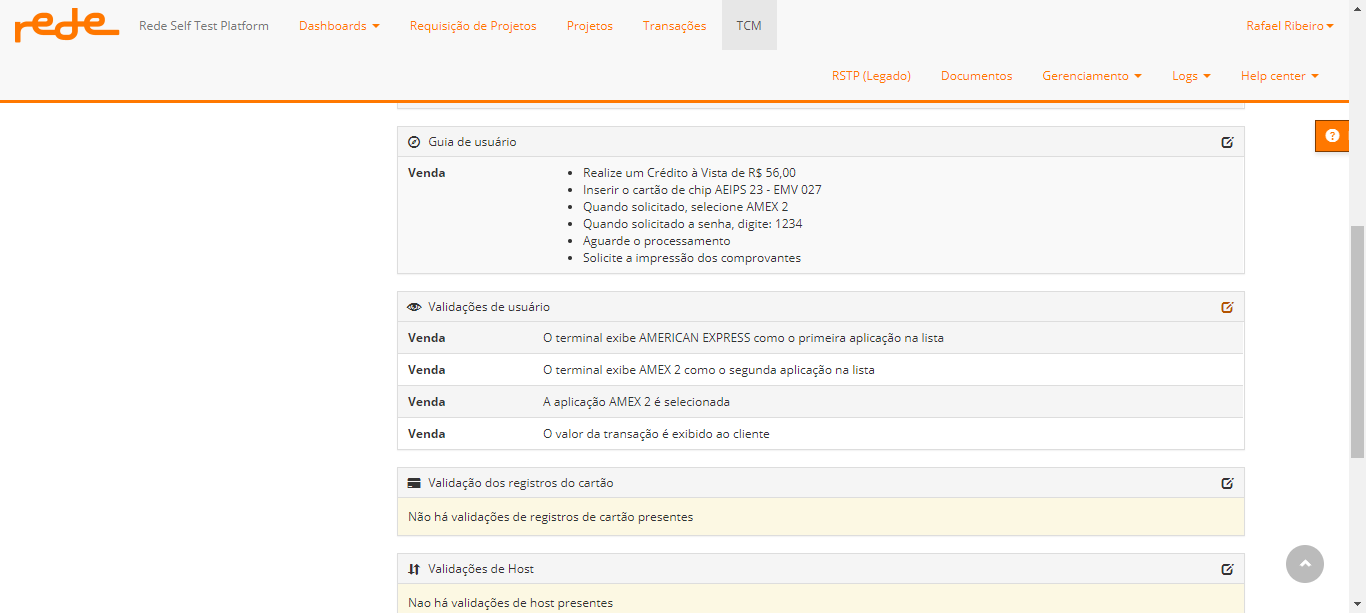 rede Rede Self Test Platform Dashboards Requisição de Projetos Projetos Transações TCM Rafael Ribeiro
RSTP (Legado) Documentos Gerenciamento Logs Help center
Guia de usuário
Venda
Realize um Crédito à Vista de R$ 56,00
Inserir o cartão de chip AEIPS 23 - EMV 027
Quando solicitado, selecione AMEX 2
Quando solicitado a senha, digite: 1234
Aguarde o processamento
Solicite a impressão dos comprovantes
Validações de usuário
Venda O terminal exibe AMERICAN EXPRESS como o primeira aplicação na lista
Venda O terminal exibe AMEX 2 como o segunda aplicação na lista
Venda A aplicação AMEX 2 é selecionada
Venda O valor da transação é exibido ao cliente
Validação dos registros do cartão
Não há validações de registros de cartão presentes
Validações de Host
Nao há validações de host presentes